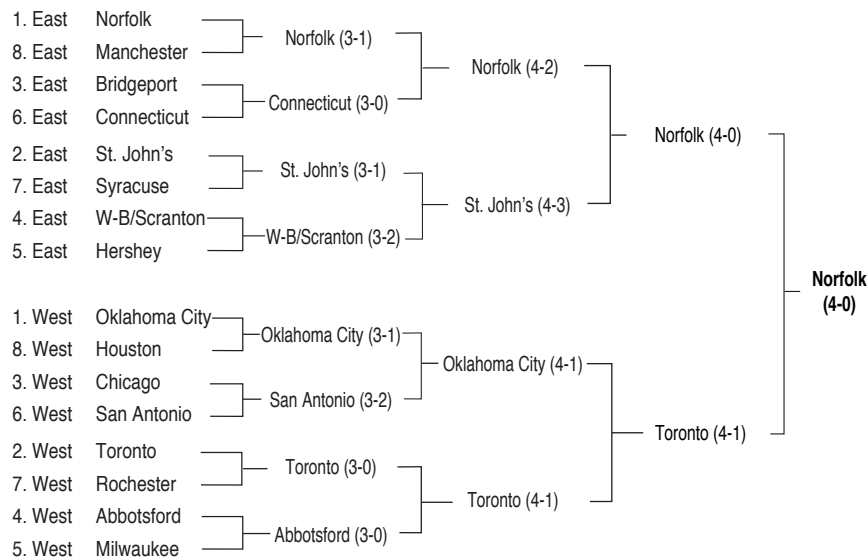 1. East Norfolk
8. East Manchester
Norfolk (3-1)
3. East Bridgeport
6. East Connecticut
Connecticut (3-0)
Norfolk (4-2)
2. East St. John's
7. East Syracuse
St. John's (3-1)
4. East W-B/Scranton
5. East Hershey
W-B/Scranton (3-2)
St. John's (4-3)
Norfolk (4-0)
1. West Oklahoma City
8. West Houston
Oklahoma City (3-1)
3. West Chicago
6. West San Antonio
San Antonio (3-2)
Oklahoma City (4-1)
2. West Toronto
7. West Rochester
Toronto (3-0)
4. West Abbotsford
5. West Milwaukee
Abbotsford (3-0)
Toronto (4-1)
Toronto (4-1)
Norfolk
(4-0)